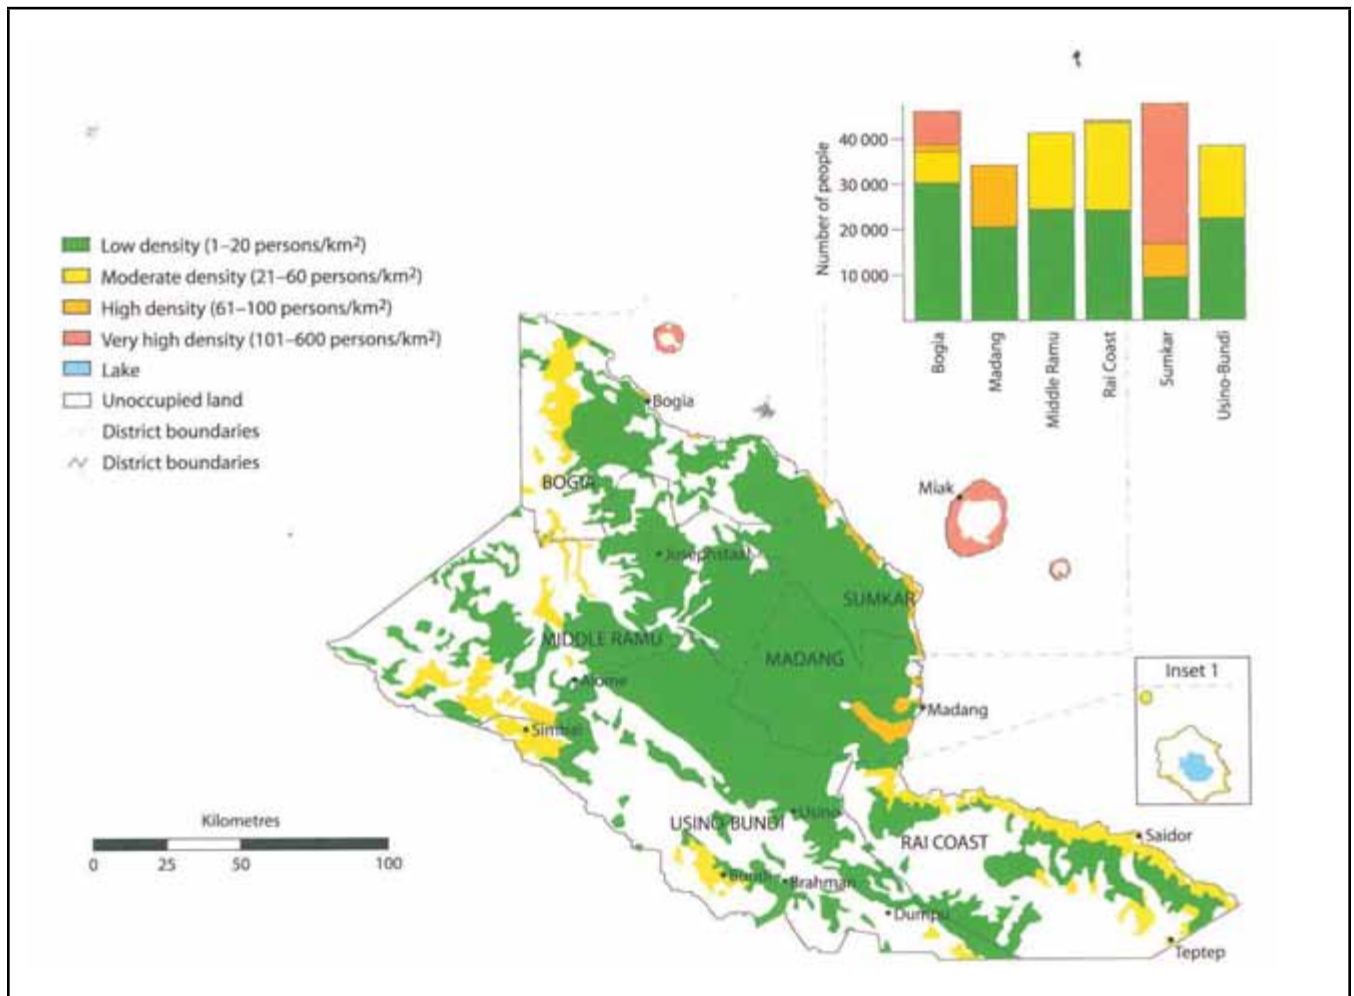 40 000
30 000
20 000
10 000
Number of people
Bogia
Madang
Middle Ramu
Rai Coast
Sumkar
Usino-Bundi
Low density (1–20 persons/km²)
Moderate density (21–60 persons/km²)
High density (61–100 persons/km²)
Very high density (101–600 persons/km²)
Lake
Unoccupied land
District boundaries
District boundaries
Bogia
BOGIA
Miak
Josephstaal
SUMKAR
MIDDLE RAMU
MADANG
Alome
Madang
Simbai
Inset 1
Usino
USINO BUNDI
RAI COAST
Saidor
Bundi
Brahman
Dumpu
Teptep
Kilometres
0 25 50 100